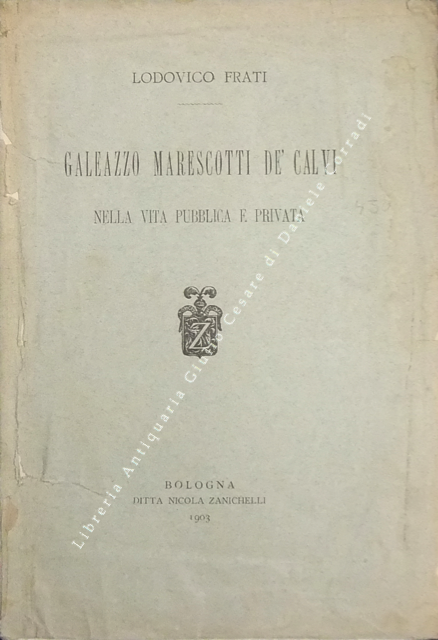 LODOVICO FRATI
GALEAZZO MARESCOTTI DE' CALVI
NELLA VITA PUBBLICA E PRIVATA
Z
BOLOGNA
DITTA NICOLA ZANICHELLI
1903
Libreria Antiquaria Giulio Cesare di Daniele Corradi